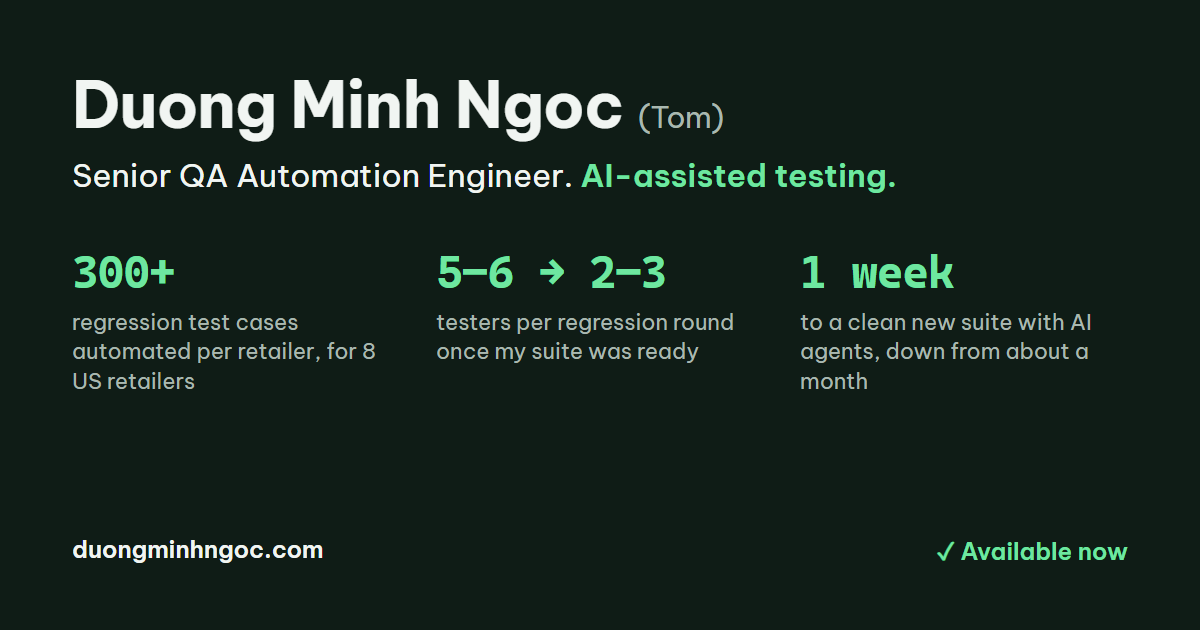 Duong Minh Ngoc (Tom)
Senior QA Automation Engineer. AI-assisted testing.
300+
regression test cases
automated per retailer, for 8
US retailers
5–6 → 2–3
testers per regression round
once my suite was ready
1 week
to a clean new suite with AI
agents, down from about a
month
duongminhngoc.com
✓ Available now